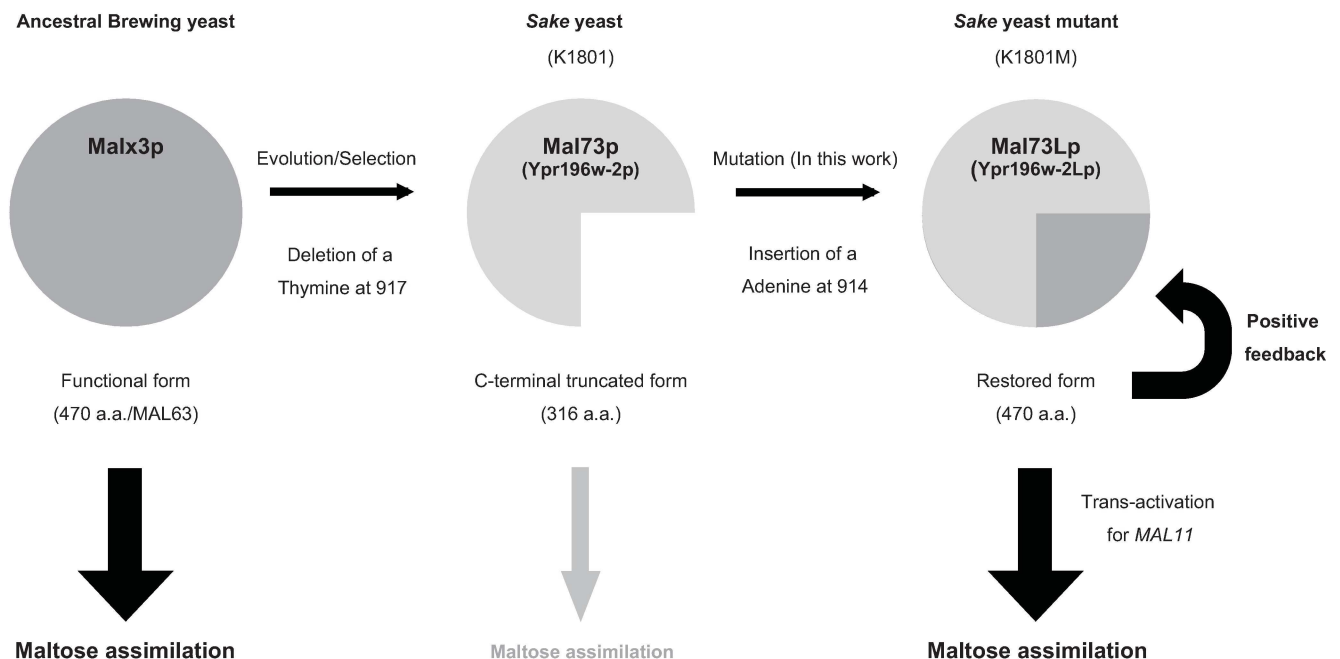 Ancestral Brewing yeast
Malx3p
Evolution/Selection
Deletion of a
Thymine at 917
Functional form
(470 a.a./MAL63)
Maltose assimilation
Sake yeast
(K1801)
Mal73p
(Ypr196w-2p)
Mutation (In this work)
Insertion of a
Adenine at 914
C-terminal truncated form
(316 a.a.)
Maltose assimilation
Sake yeast mutant
(K1801M)
Mal73Lp
(Ypr196w-2Lp)
Positive
feedback
Restored form
(470 a.a.)
Trans-activation
for MAL11
Maltose assimilation